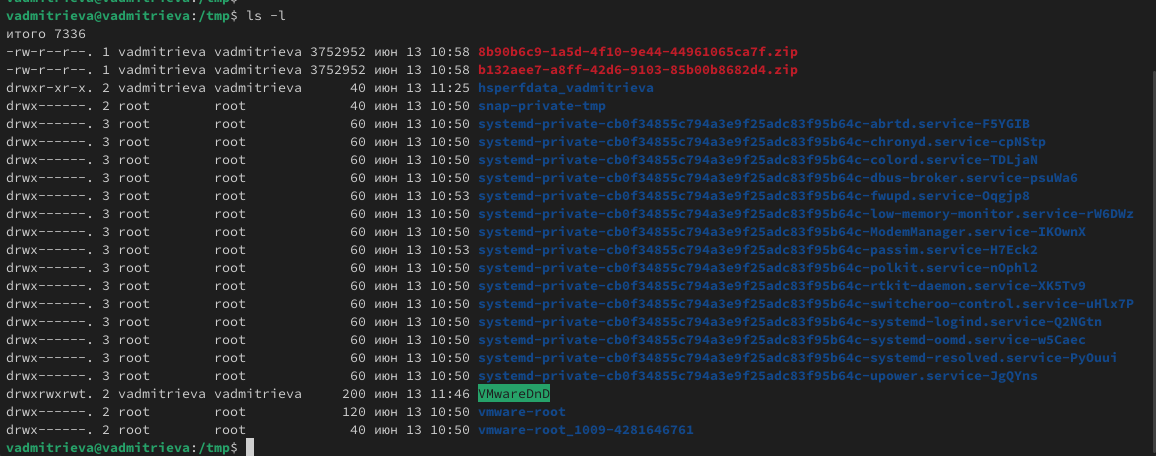 vadmitrieva@vadmitrieva:/tmp$ ls -l
итого 7336
-rw-r--r--. 1 vadmitrieva vadmitrieva 3752952 июн 13 10:58 8b90b6c9-1a5d-4f10-9e44-44961065ca7f.zip
-rw-r--r--. 1 vadmitrieva vadmitrieva 3752952 июн 13 10:58 b132aee7-a8ff-42d6-9103-85b00b8682d4.zip
drwxr-xr-x. 2 vadmitrieva vadmitrieva      40 июн 13 11:25 hsperfdata_vadmitrieva
drwx------. 2 root        root             40 июн 13 10:50 snap-private-tmp
drwx------. 3 root        root             60 июн 13 10:50 systemd-private-cb0f34855c794a3e9f25adc83f95b64c-abrtd.service-F5YGIB
drwx------. 3 root        root             60 июн 13 10:50 systemd-private-cb0f34855c794a3e9f25adc83f95b64c-chronyd.service-cpNStp
drwx------. 3 root        root             60 июн 13 10:50 systemd-private-cb0f34855c794a3e9f25adc83f95b64c-colord.service-TDLjaN
drwx------. 3 root        root             60 июн 13 10:50 systemd-private-cb0f34855c794a3e9f25adc83f95b64c-dbus-broker.service-psuWa6
drwx------. 3 root        root             60 июн 13 10:53 systemd-private-cb0f34855c794a3e9f25adc83f95b64c-fwupd.service-Oqgjp8
drwx------. 3 root        root             60 июн 13 10:50 systemd-private-cb0f34855c794a3e9f25adc83f95b64c-low-memory-monitor.service-rW6DWz
drwx------. 3 root        root             60 июн 13 10:50 systemd-private-cb0f34855c794a3e9f25adc83f95b64c-ModemManager.service-IKOwnX
drwx------. 3 root        root             60 июн 13 10:53 systemd-private-cb0f34855c794a3e9f25adc83f95b64c-passim.service-H7Eck2
drwx------. 3 root        root             60 июн 13 10:50 systemd-private-cb0f34855c794a3e9f25adc83f95b64c-polkit.service-nOphl2
drwx------. 3 root        root             60 июн 13 10:50 systemd-private-cb0f34855c794a3e9f25adc83f95b64c-rtkit-daemon.service-XK5Tv9
drwx------. 3 root        root             60 июн 13 10:50 systemd-private-cb0f34855c794a3e9f25adc83f95b64c-switcheroo-control.service-uHlx7P
drwx------. 3 root        root             60 июн 13 10:50 systemd-private-cb0f34855c794a3e9f25adc83f95b64c-systemd-logind.service-Q2NGtn
drwx------. 3 root        root             60 июн 13 10:50 systemd-private-cb0f34855c794a3e9f25adc83f95b64c-systemd-oomd.service-w5Caec
drwx------. 3 root        root             60 июн 13 10:50 systemd-private-cb0f34855c794a3e9f25adc83f95b64c-systemd-resolved.service-PyOuui
drwx------. 3 root        root             60 июн 13 10:50 systemd-private-cb0f34855c794a3e9f25adc83f95b64c-upower.service-JgQYns
drwxrwxrwt. 2 vadmitrieva vadmitrieva     200 июн 13 11:46 VMwareDnD
drwx------. 2 root        root            120 июн 13 10:50 vmware-root
drwx------. 2 root        root             40 июн 13 10:50 vmware-root_1009-4281646761
vadmitrieva@vadmitrieva:/tmp$